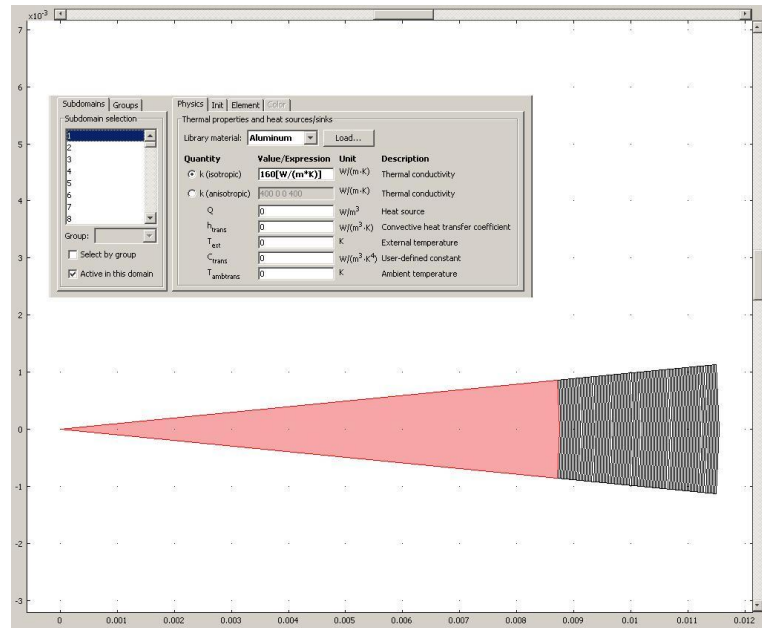 x10-3
7
6
5
4
3
2
1
0
-1
-2
-3
Subdomains Groups
Subdomain selection
1
2
3
4
5
6
7
8
Group:
Select by group
Active in this domain
Physics Init Element Color
Thermal properties and heat sources/sinks
Library material: Aluminum Load...
Quantity Value/Expression Unit Description
k (isotropic) 160[W/(m*K)] W/(m·K) Thermal conductivity
k (anisotropic) 400 0 0 400 W/(m·K) Thermal conductivity
Q 0 W/m³ Heat source
htrans 0 W/(m³·K) Convective heat transfer coefficient
Text 0 K External temperature
Ctrans 0 W/(m³·K⁴) User-defined constant
Tambtrans 0 K Ambient temperature
0 0.001 0.002 0.003 0.004 0.005 0.006 0.007 0.008 0.009 0.01 0.011 0.012